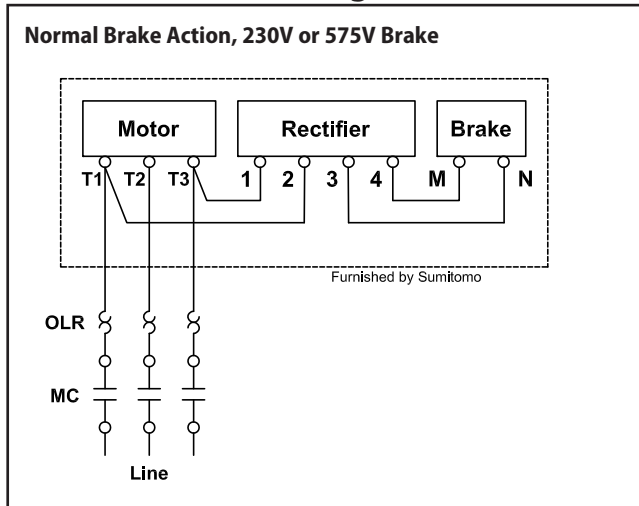 Normal Brake Action, 230V or 575V Brake
Motor Rectifier Brake
T1 T2 T3 1 2 3 4 M N
Furnished by Sumitomo
OLR
MC
Line